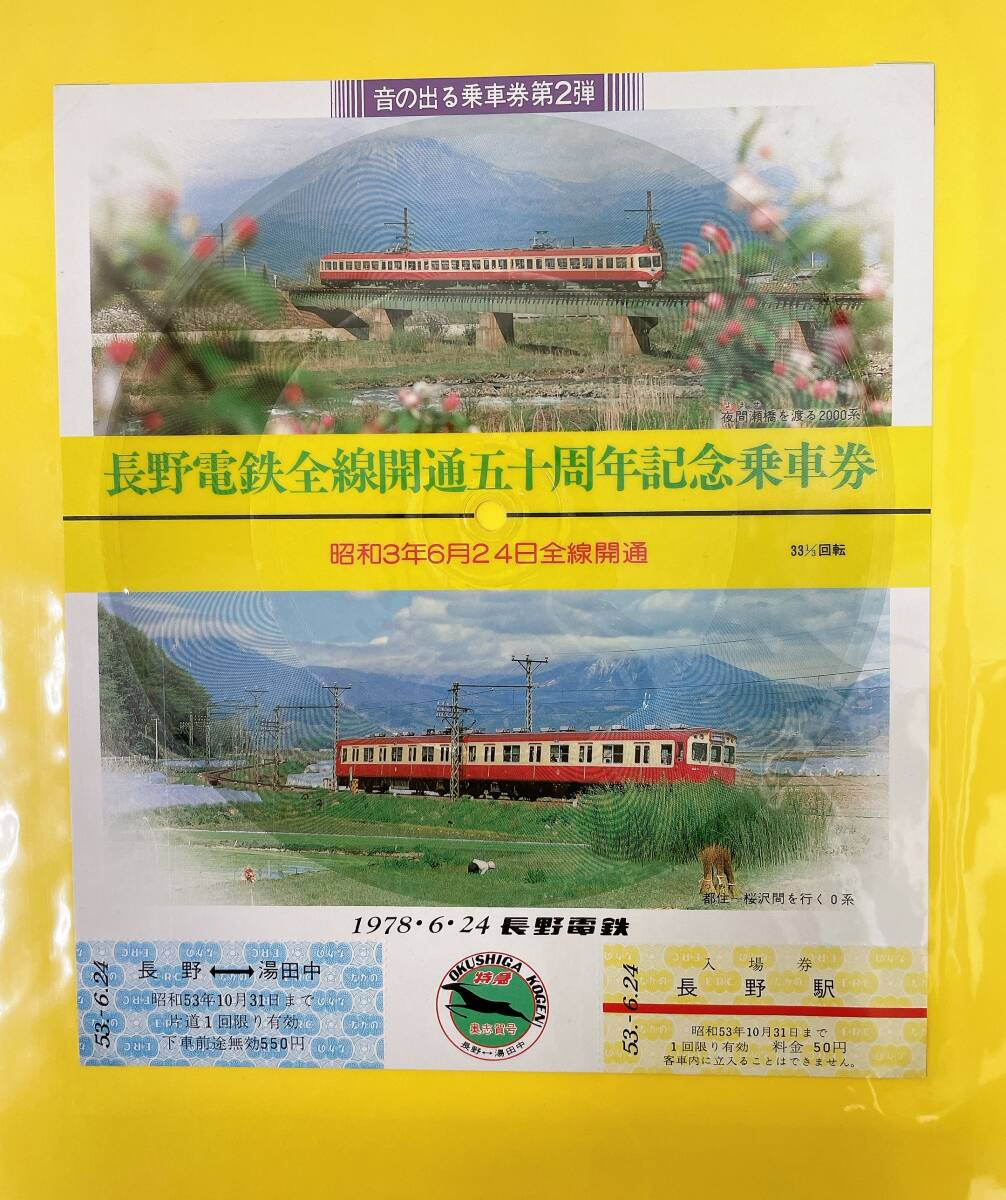 音の出る乗車券第2弾
よませ
夜間瀬橋を渡る2000系
長野電鉄全線開通五十周年記念乗車券
昭和3年6月24日全線開通
33⅓回転
都住ー桜沢間を行く0系
1978・6・24 長野電鉄
53.-6.24
長野⟷湯田中
昭和53年10月31日まで
片道1回限り有効
下車前途無効550円
OKUSHIGA KOGEN
特急
奥志賀号
長野↔湯田中
53.-6.24
入場券
長野駅
昭和53年10月31日まで
1回限り有効 料金 50円
客車内に立入ることはできません。